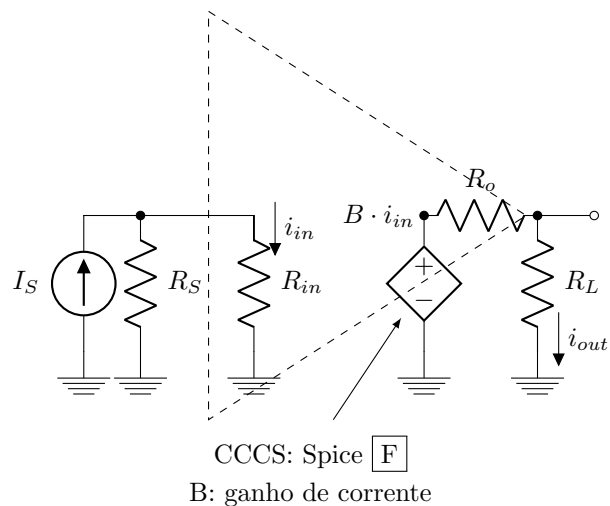 R_o
B · i_in
i_in
I_S
R_S
R_in
+
−
R_L
i_out
CCCS: Spice F
B: ganho de corrente